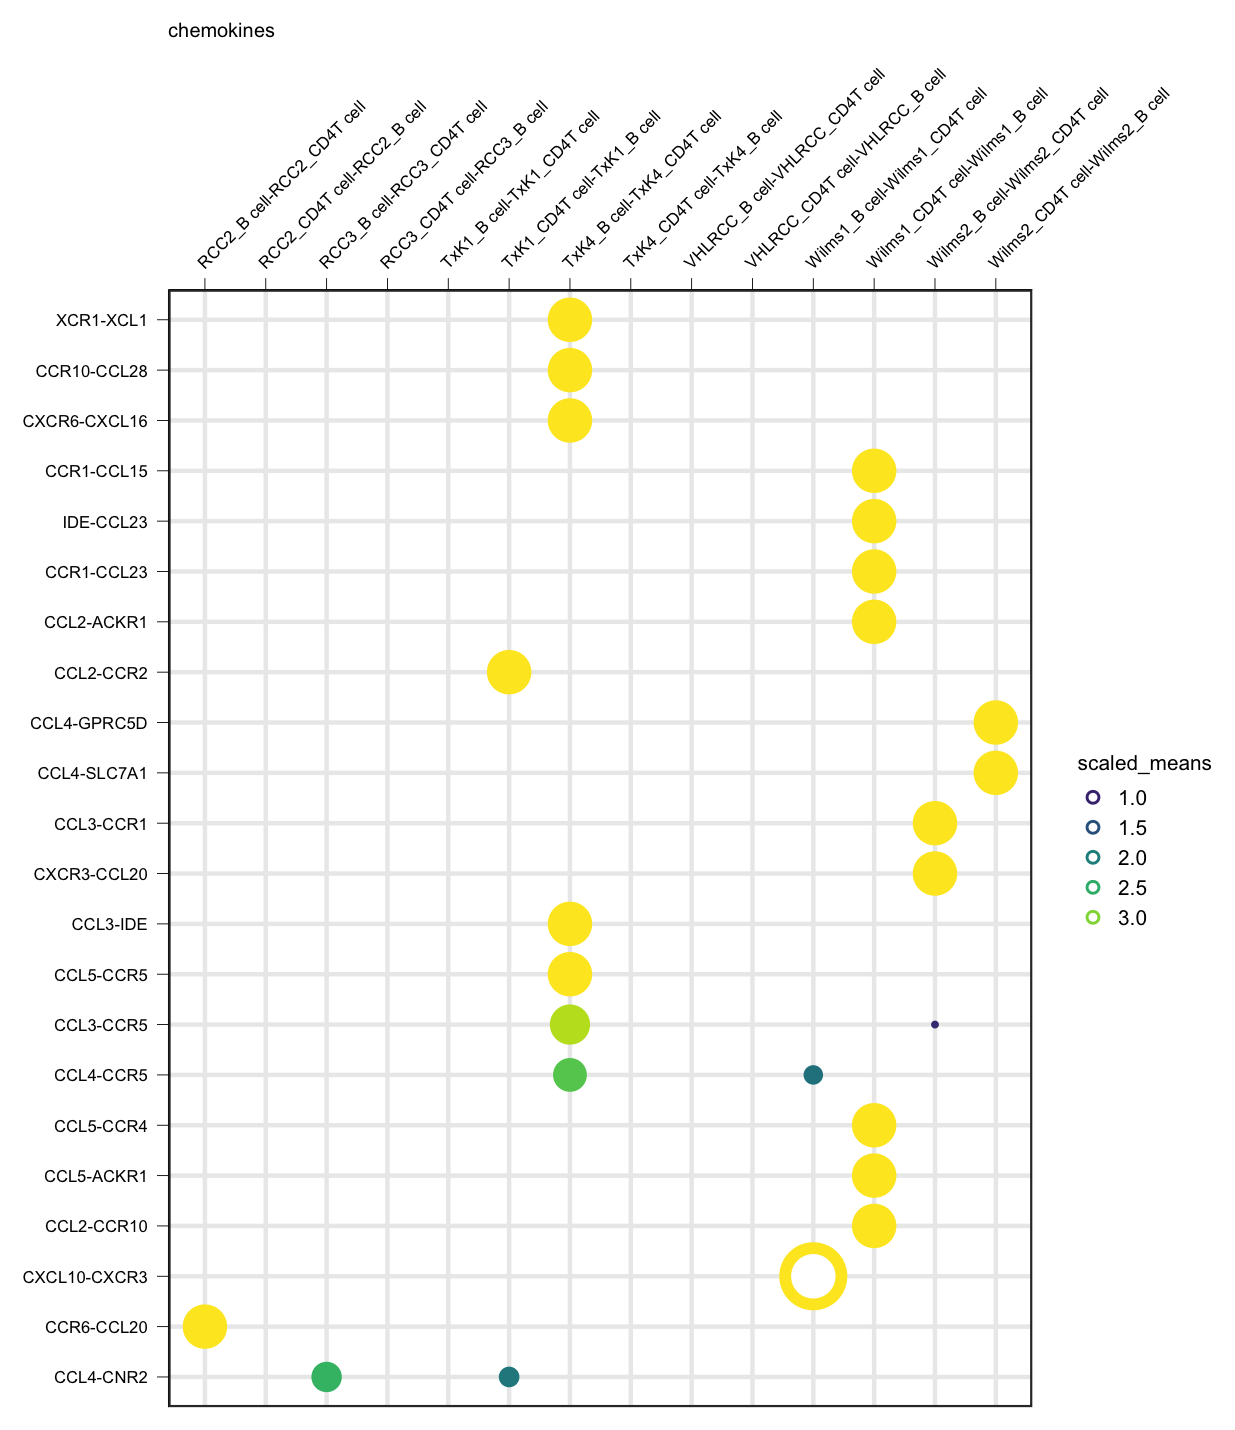 chemokines
RCC2_B cell-RCC2_CD4T cell
RCC2_CD4T cell-RCC2_B cell
RCC3_B cell-RCC3_CD4T cell
RCC3_CD4T cell-RCC3_B cell
TxK1_B cell-TxK1_CD4T cell
TxK1_CD4T cell-TxK1_B cell
TxK4_B cell-TxK4_CD4T cell
TxK4_CD4T cell-TxK4_B cell
VHLRCC_B cell-VHLRCC_CD4T cell
VHLRCC_CD4T cell-VHLRCC_B cell
Wilms1_B cell-Wilms1_CD4T cell
Wilms1_CD4T cell-Wilms1_B cell
Wilms2_B cell-Wilms2_CD4T cell
Wilms2_CD4T cell-Wilms2_B cell
XCR1-XCL1
CCR10-CCL28
CXCR6-CXCL16
CCR1-CCL15
IDE-CCL23
CCR1-CCL23
CCL2-ACKR1
CCL2-CCR2
CCL4-GPRC5D
CCL4-SLC7A1
CCL3-CCR1
CXCR3-CCL20
CCL3-IDE
CCL5-CCR5
CCL3-CCR5
CCL4-CCR5
CCL5-CCR4
CCL5-ACKR1
CCL2-CCR10
CXCL10-CXCR3
CCR6-CCL20
CCL4-CNR2
scaled_means
1.0
1.5
2.0
2.5
3.0